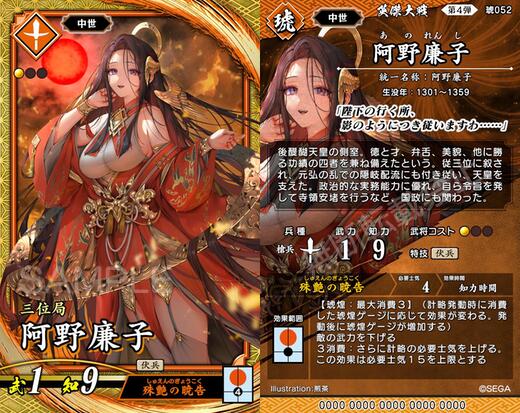 中世
三位局
阿野廉子
伏兵
武1 知9
しゅえんのぎょうこく
殊艶の暁告
4
SAMPLE
琥
中世
英傑大戦
第4弾
琥052
あのれんし
阿野廉子
統一名称：阿野廉子
生没年：1301～1359
「陛下の行く所、
影のようにつき従いますわ……」
後醍醐天皇の側室。徳とす、弁舌、美貌、他に勝
る功績の四者を兼ね備えたという。従三位に叙さ
れ、元弘の乱での隠岐配流にも付き従い、天皇を
支えた。政治的な実務能力に優れ、自ら令旨を発
して寺領安堵を行うなど、国政にも関わった。
兵種 武力 知力 武将コスト
槍兵 1 9 特技 伏兵
しゅえんのぎょうこく
殊艶の暁告
必要士気 4
効果時間 知力時間
効果範囲
【琥煌：最大消費３】（計略発動時に消費
した琥煌ゲージに応じて効果が変わる。発
動後に琥煌ゲージが増加する）
敵の武力を下げる
３消費：さらに計略の必要士気を上げる。
この効果は必要士気１５を上限とする
Illustration:煎茶
©SEGA
0000 0000 0000 0000 0000